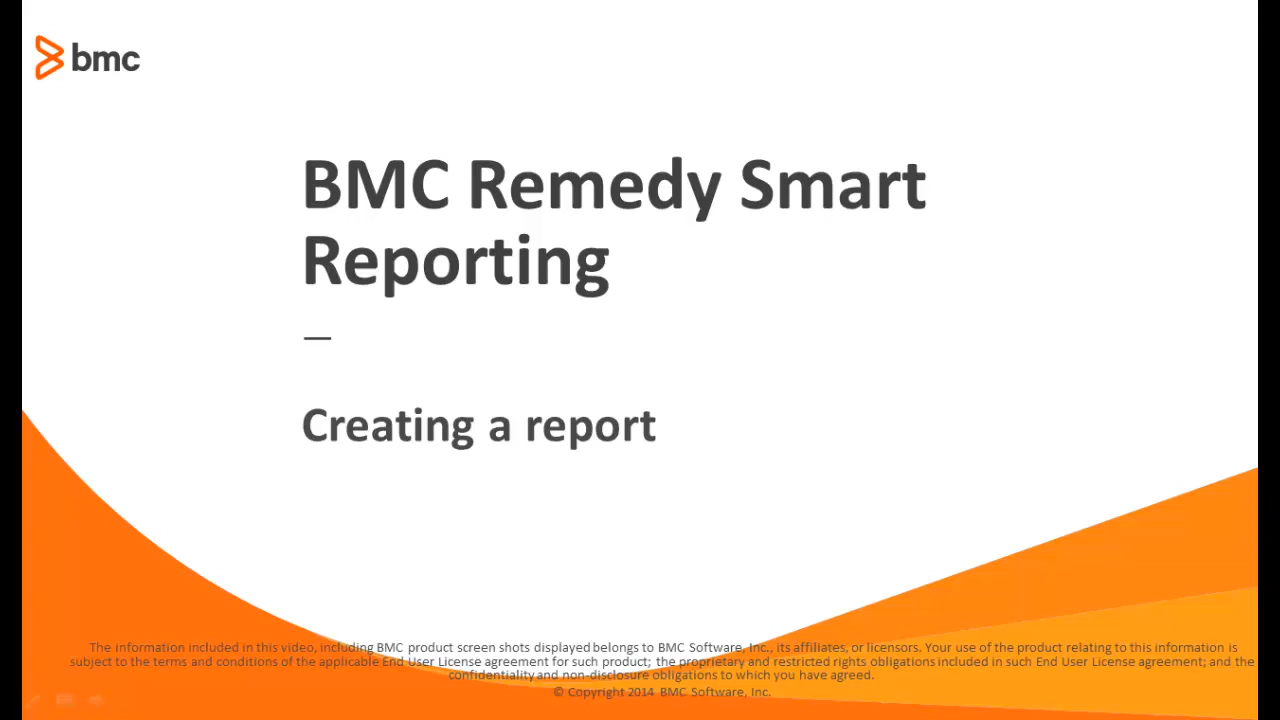 bmc
BMC Remedy Smart
Reporting
—
Creating a report
The information included in this video, including BMC product screen shots displayed belongs to BMC Software, Inc., its affiliates, or licensors. Your use of the product relating to this information is
subject to the terms and conditions of the applicable End User License agreement for such product; the proprietary and restricted rights obligations included in such End User License agreement; and the
confidentiality and non-disclosure obligations to which you have agreed.
© Copyright 2014 BMC Software, Inc.